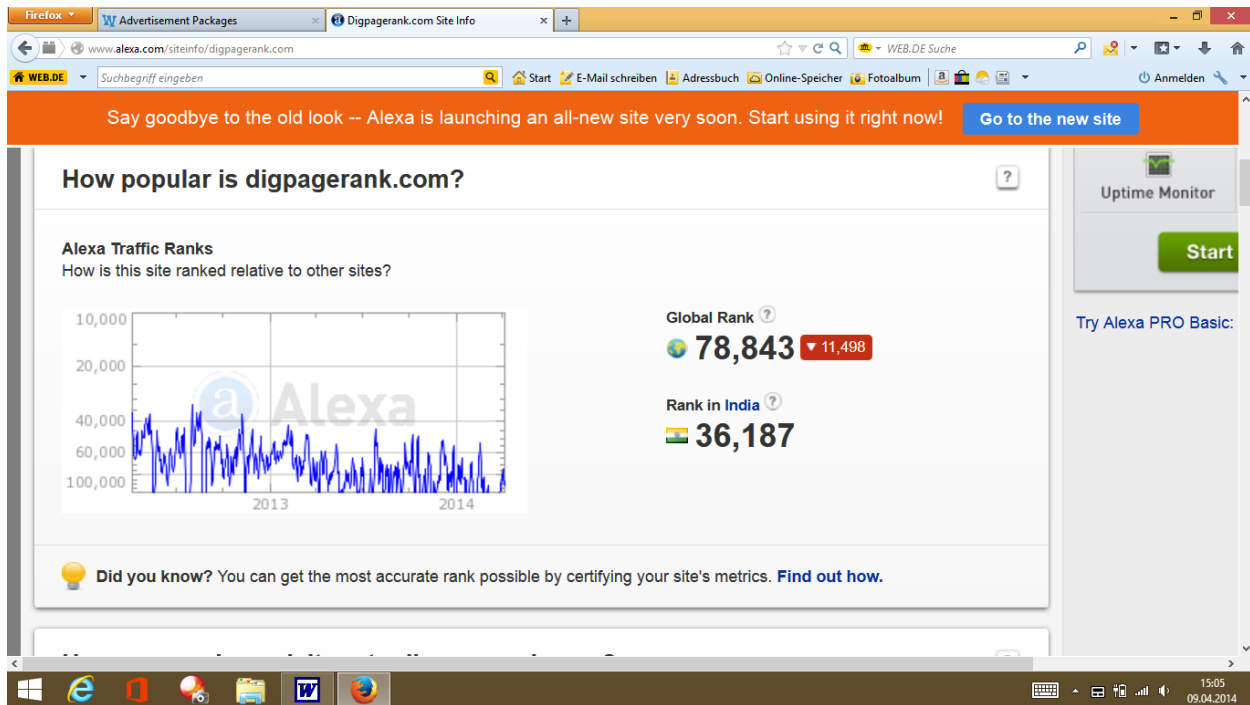 Firefox
Advertisement Packages
Digpagerank.com Site Info
www.alexa.com/siteinfo/digpagerank.com
WEB.DE Suche
WEB.DE
Suchbegriff eingeben
Start
E-Mail schreiben
Adressbuch
Online-Speicher
Fotoalbum
Anmelden
Say goodbye to the old look -- Alexa is launching an all-new site very soon. Start using it right now!
Go to the new site
How popular is digpagerank.com?
?
Uptime Monitor
Start
Try Alexa PRO Basic:
Alexa Traffic Ranks
How is this site ranked relative to other sites?
10,000
20,000
40,000
60,000
100,000
2013
2014
a Alexa
Global Rank ?
78,843
11,498
Rank in India ?
36,187
Did you know? You can get the most accurate rank possible by certifying your site's metrics. Find out how.
15:05
09.04.2014